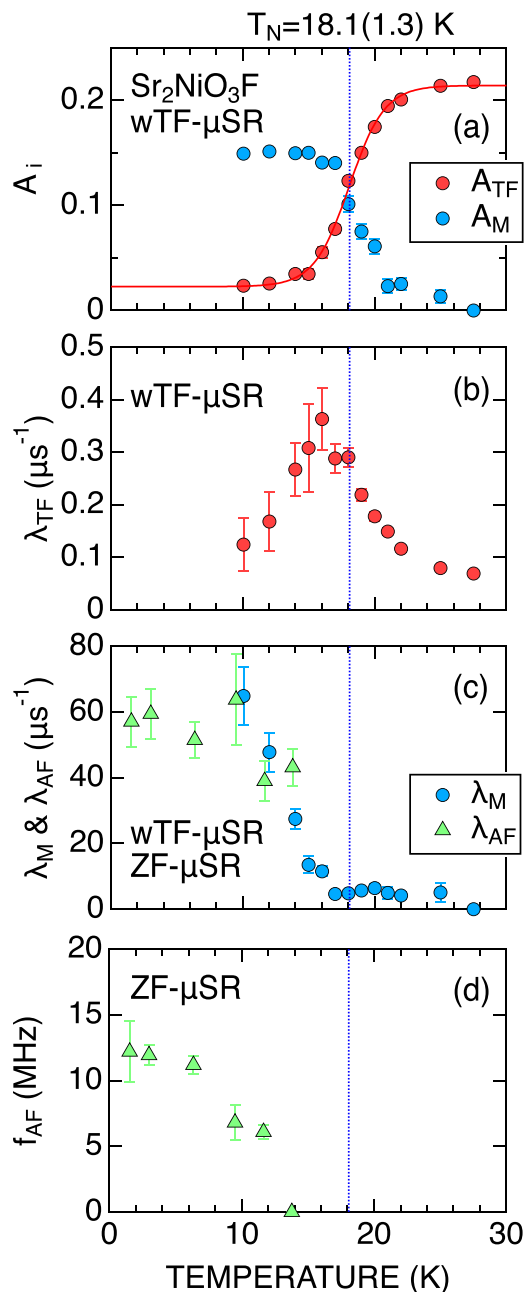 T_N=18.1(1.3) K
Sr₂NiO₃F
wTF-μSR
(a)
A_TF
A_M
A_i
0.2
0.1
0
wTF-μSR
(b)
λ_TF (μs⁻¹)
0.5
0.4
0.3
0.2
0.1
0
(c)
λ_M & λ_AF (μs⁻¹)
80
60
40
20
0
wTF-μSR
ZF-μSR
λ_M
λ_AF
ZF-μSR
(d)
f_AF (MHz)
20
15
10
5
0
0 10 20 30
TEMPERATURE (K)